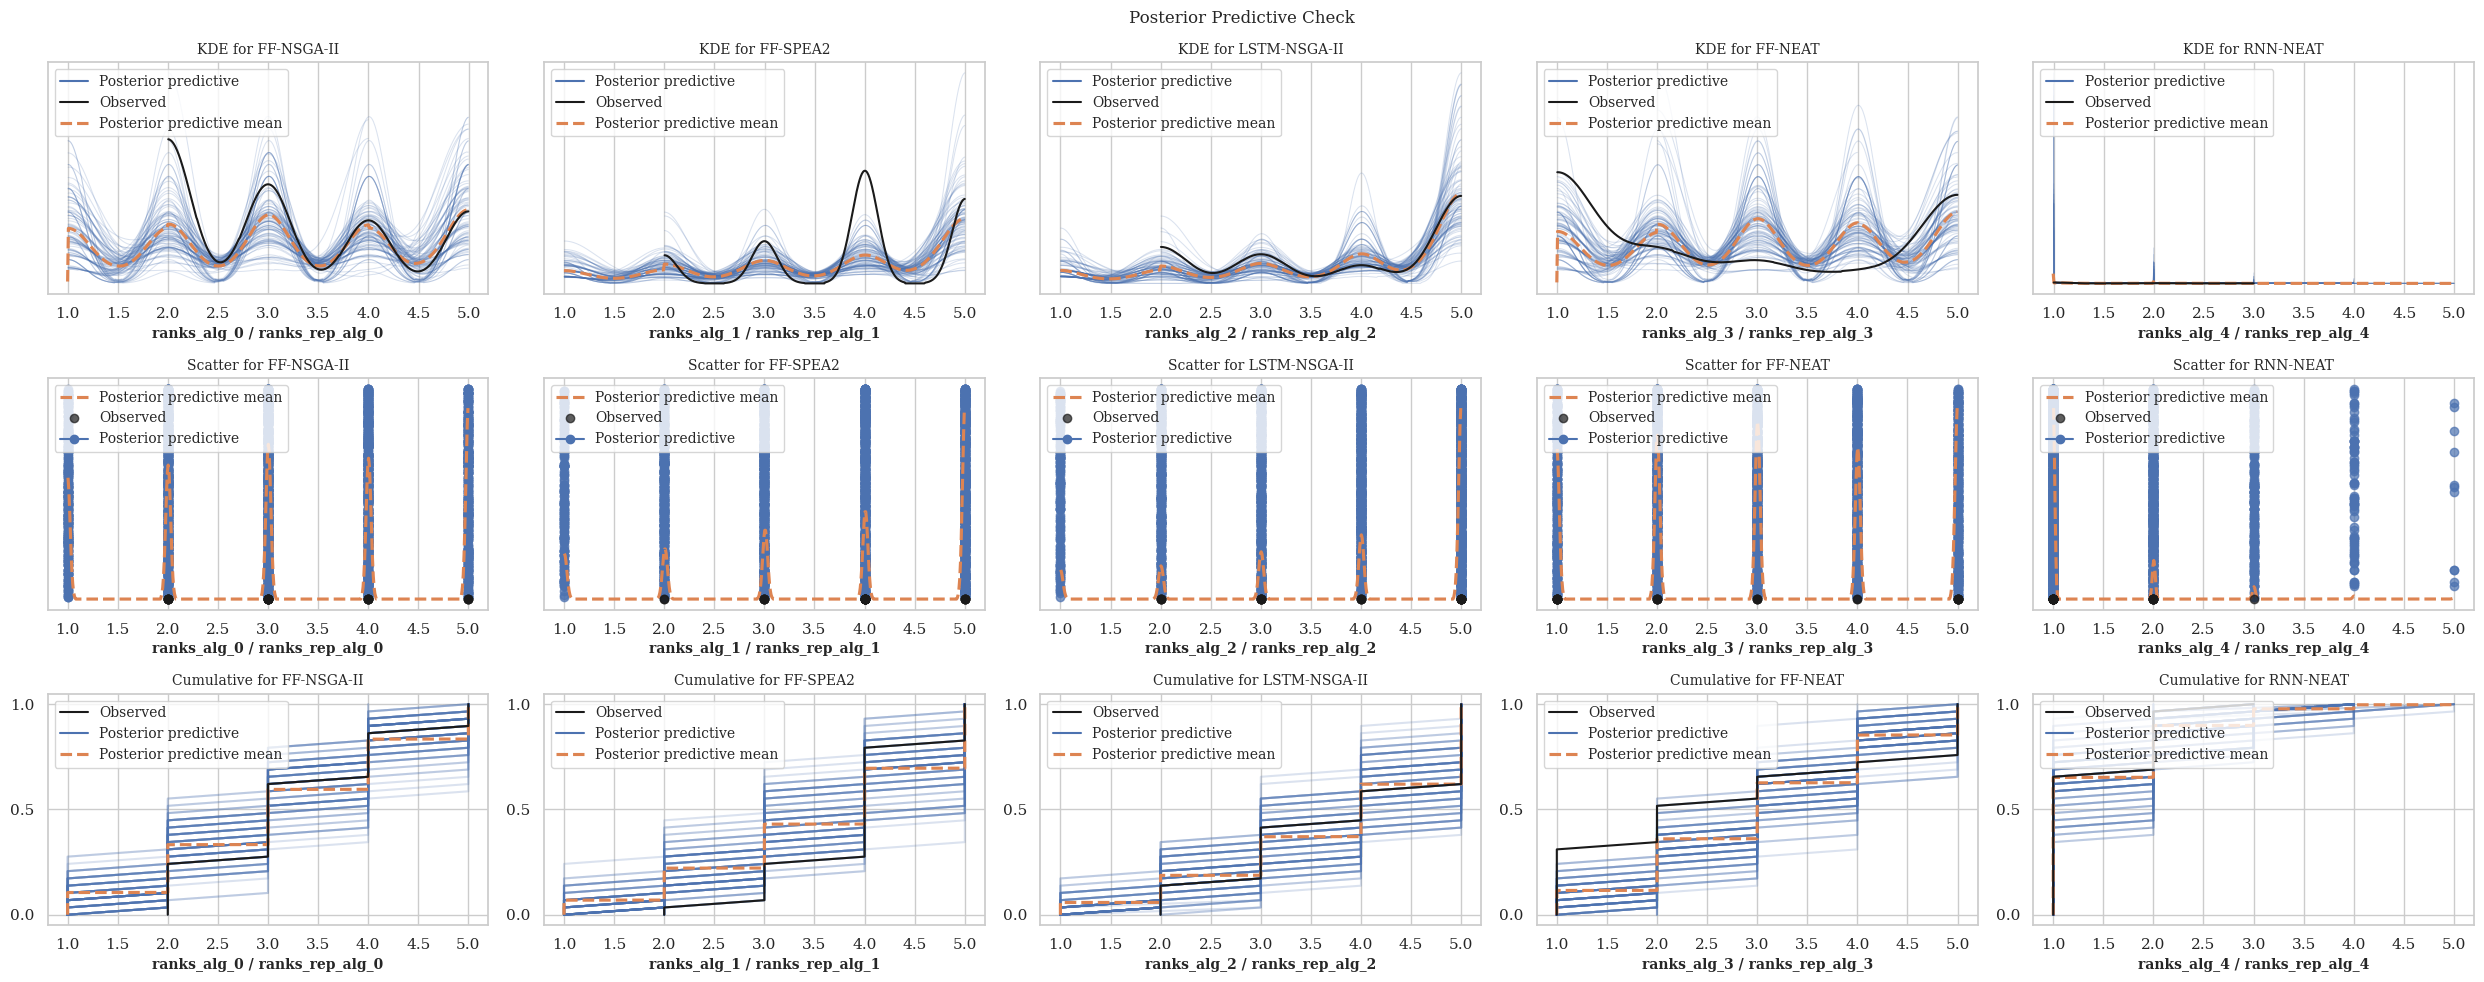 Posterior Predictive Check
KDE for FF-NSGA-II
Posterior predictive
Observed
Posterior predictive mean
1.0 1.5 2.0 2.5 3.0 3.5 4.0 4.5 5.0
ranks_alg_0 / ranks_rep_alg_0
KDE for FF-SPEA2
Posterior predictive
Observed
Posterior predictive mean
1.0 1.5 2.0 2.5 3.0 3.5 4.0 4.5 5.0
ranks_alg_1 / ranks_rep_alg_1
KDE for LSTM-NSGA-II
Posterior predictive
Observed
Posterior predictive mean
1.0 1.5 2.0 2.5 3.0 3.5 4.0 4.5 5.0
ranks_alg_2 / ranks_rep_alg_2
KDE for FF-NEAT
Posterior predictive
Observed
Posterior predictive mean
1.0 1.5 2.0 2.5 3.0 3.5 4.0 4.5 5.0
ranks_alg_3 / ranks_rep_alg_3
KDE for RNN-NEAT
Posterior predictive
Observed
Posterior predictive mean
1.0 1.5 2.0 2.5 3.0 3.5 4.0 4.5 5.0
ranks_alg_4 / ranks_rep_alg_4
Scatter for FF-NSGA-II
Posterior predictive mean
Observed
Posterior predictive
1.0 1.5 2.0 2.5 3.0 3.5 4.0 4.5 5.0
ranks_alg_0 / ranks_rep_alg_0
Scatter for FF-SPEA2
Posterior predictive mean
Observed
Posterior predictive
1.0 1.5 2.0 2.5 3.0 3.5 4.0 4.5 5.0
ranks_alg_1 / ranks_rep_alg_1
Scatter for LSTM-NSGA-II
Posterior predictive mean
Observed
Posterior predictive
1.0 1.5 2.0 2.5 3.0 3.5 4.0 4.5 5.0
ranks_alg_2 / ranks_rep_alg_2
Scatter for FF-NEAT
Posterior predictive mean
Observed
Posterior predictive
1.0 1.5 2.0 2.5 3.0 3.5 4.0 4.5 5.0
ranks_alg_3 / ranks_rep_alg_3
Scatter for RNN-NEAT
Posterior predictive mean
Observed
Posterior predictive
1.0 1.5 2.0 2.5 3.0 3.5 4.0 4.5 5.0
ranks_alg_4 / ranks_rep_alg_4
Cumulative for FF-NSGA-II
Observed
Posterior predictive
Posterior predictive mean
1.0
0.5
0.0
1.0 1.5 2.0 2.5 3.0 3.5 4.0 4.5 5.0
ranks_alg_0 / ranks_rep_alg_0
Cumulative for FF-SPEA2
Observed
Posterior predictive
Posterior predictive mean
1.0
0.5
0.0
1.0 1.5 2.0 2.5 3.0 3.5 4.0 4.5 5.0
ranks_alg_1 / ranks_rep_alg_1
Cumulative for LSTM-NSGA-II
Observed
Posterior predictive
Posterior predictive mean
1.0
0.5
0.0
1.0 1.5 2.0 2.5 3.0 3.5 4.0 4.5 5.0
ranks_alg_2 / ranks_rep_alg_2
Cumulative for FF-NEAT
Observed
Posterior predictive
Posterior predictive mean
1.0
0.5
0.0
1.0 1.5 2.0 2.5 3.0 3.5 4.0 4.5 5.0
ranks_alg_3 / ranks_rep_alg_3
Cumulative for RNN-NEAT
Observed
Posterior predictive
Posterior predictive mean
1.0
0.5
0.0
1.0 1.5 2.0 2.5 3.0 3.5 4.0 4.5 5.0
ranks_alg_4 / ranks_rep_alg_4